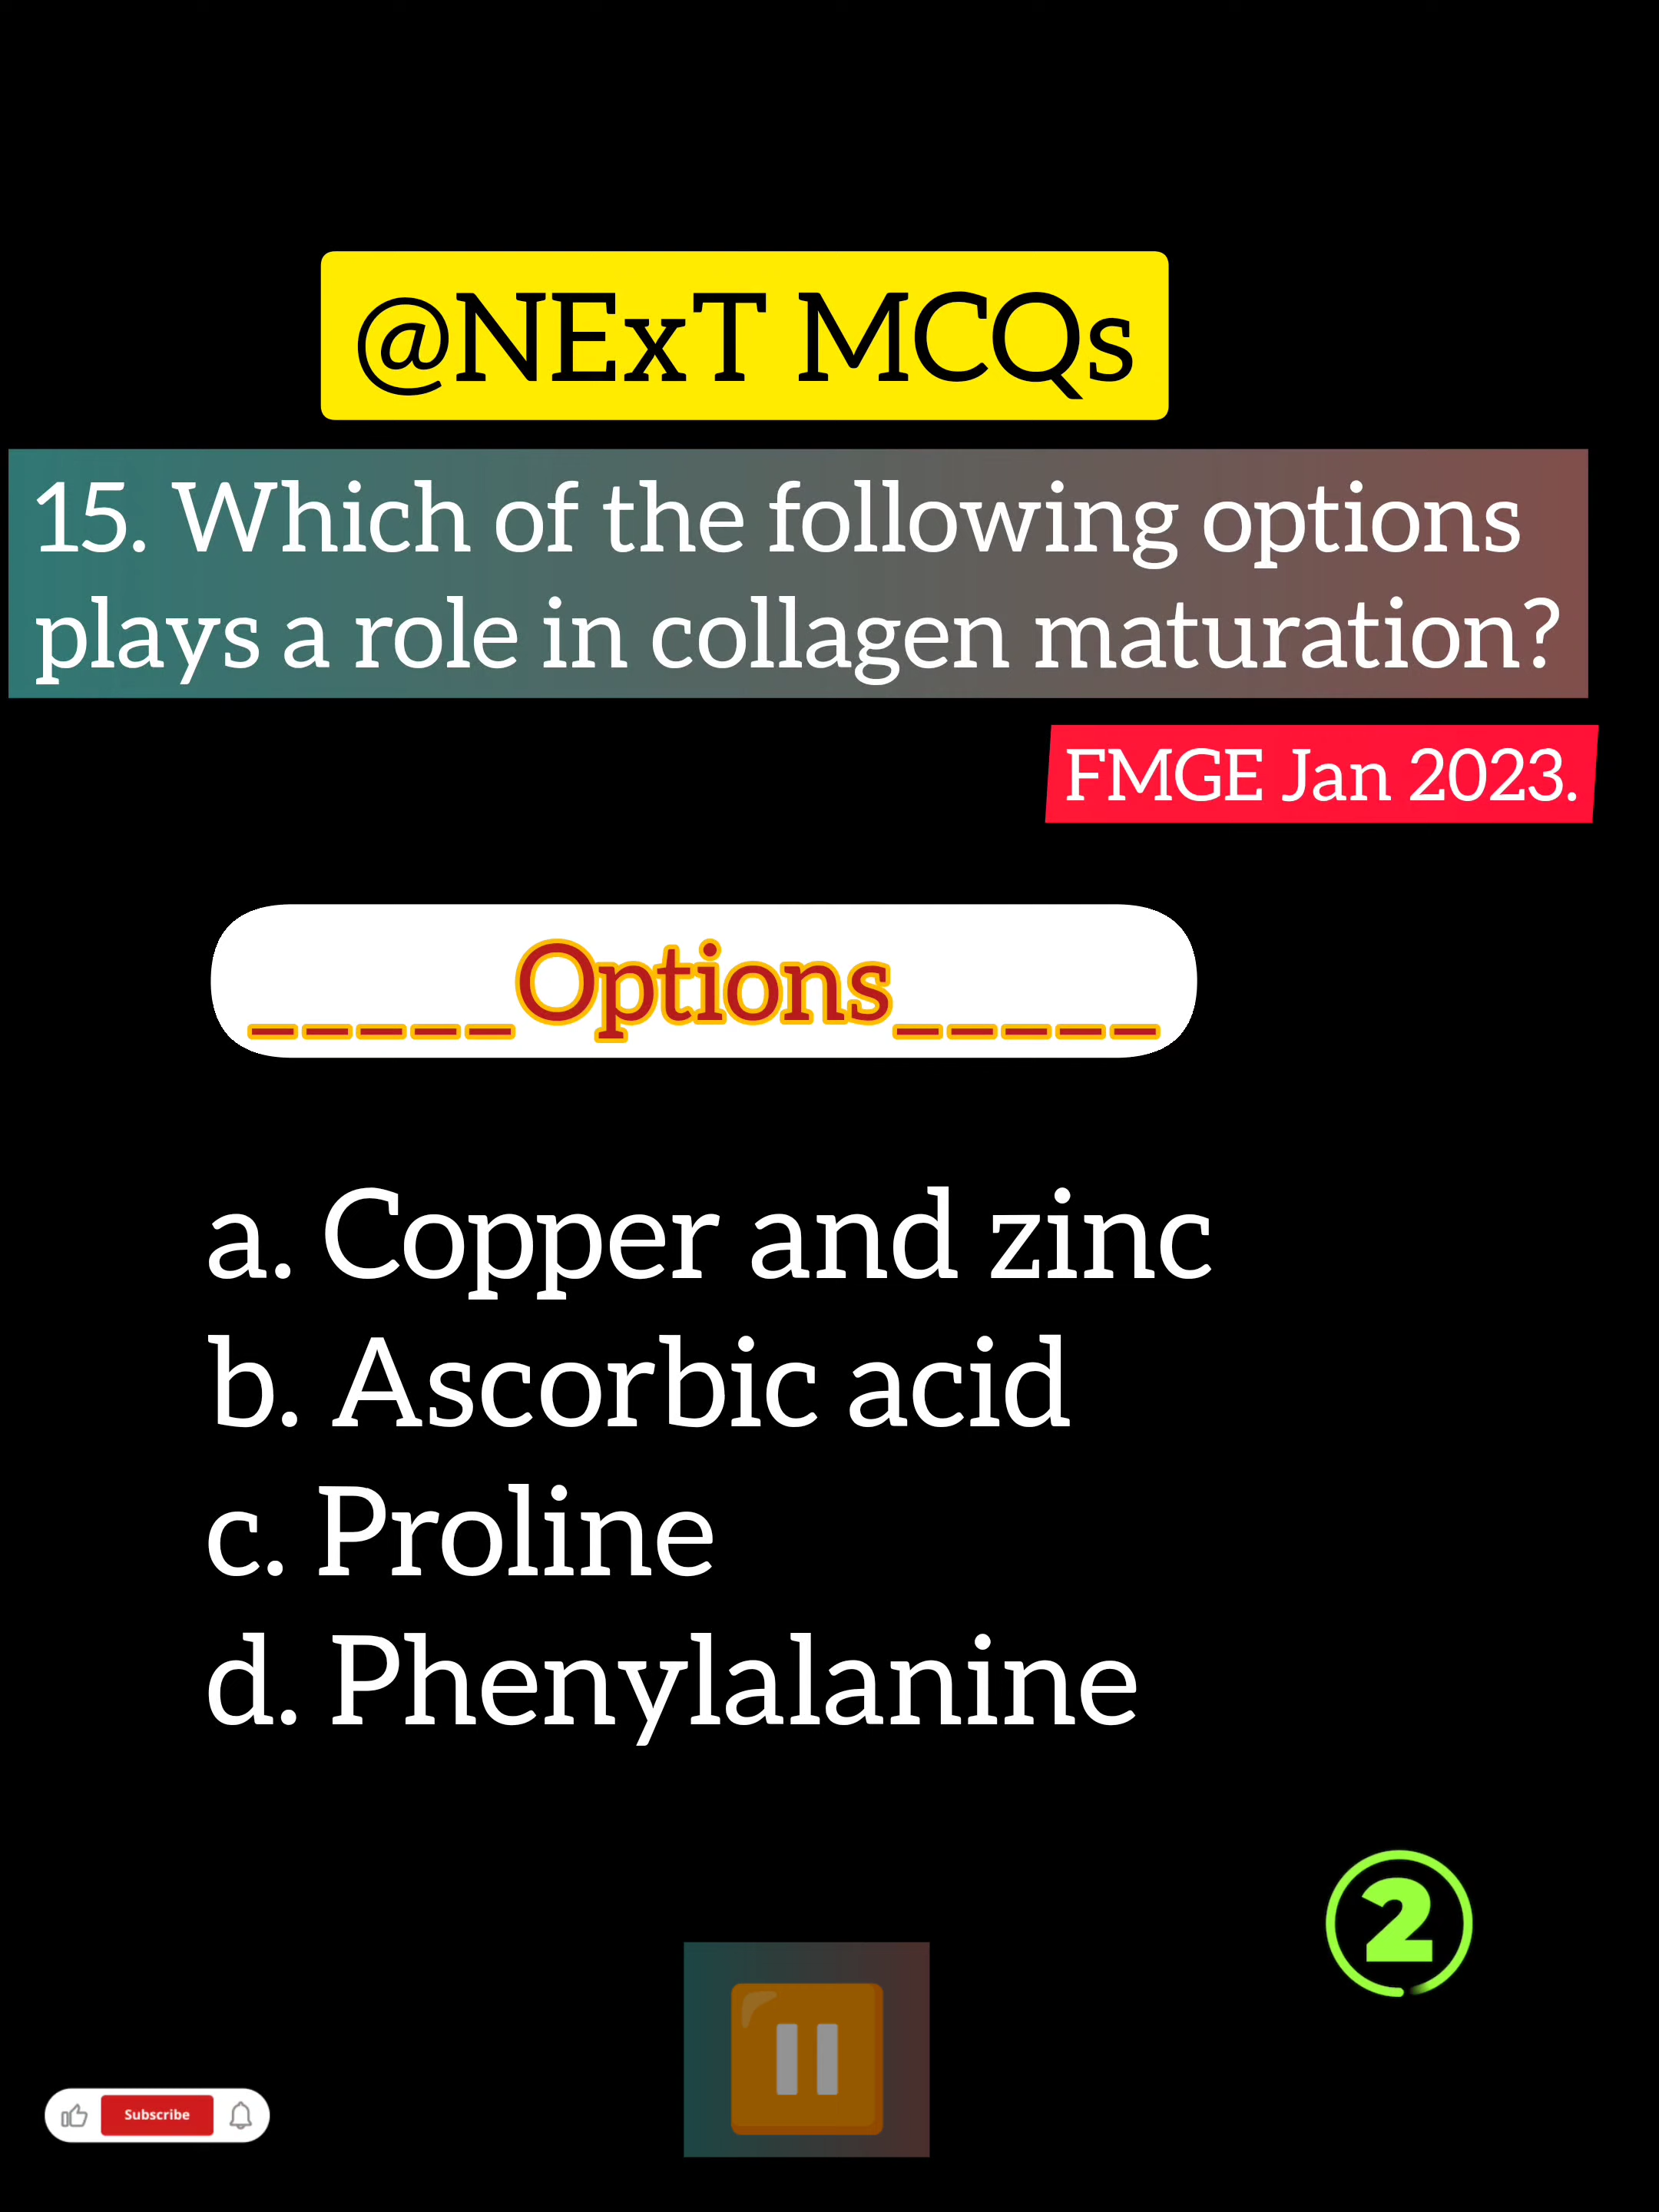 @NExT MCQs
15. Which of the following options
plays a role in collagen maturation?
FMGE Jan 2023.
_____Options_____
a. Copper and zinc
b. Ascorbic acid
c. Proline
d. Phenylalanine
2
Subscribe